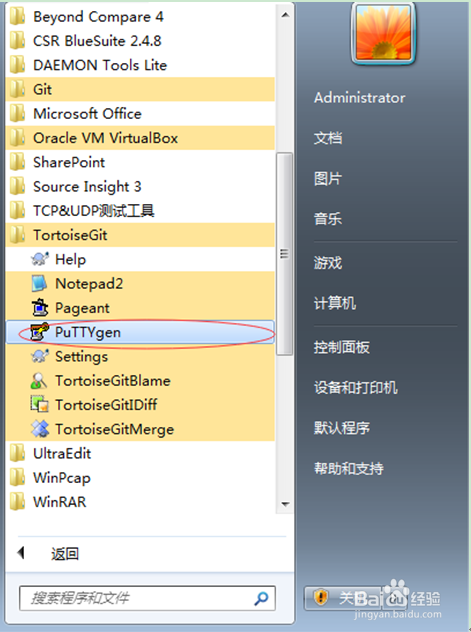 Beyond Compare 4
CSR BlueSuite 2.4.8
DAEMON Tools Lite
Git
Microsoft Office
Oracle VM VirtualBox
SharePoint
Source Insight 3
TCP&UDP测试工具
TortoiseGit
Help
Notepad2
Pageant
PuTTYgen
Settings
TortoiseGitBlame
TortoiseGitIDiff
TortoiseGitMerge
UltraEdit
WinPcap
WinRAR
返回
搜索程序和文件
Administrator
文档
图片
音乐
游戏
计算机
控制面板
设备和打印机
默认程序
帮助和支持
关
Bai du 经验
jingyan.baidu.com